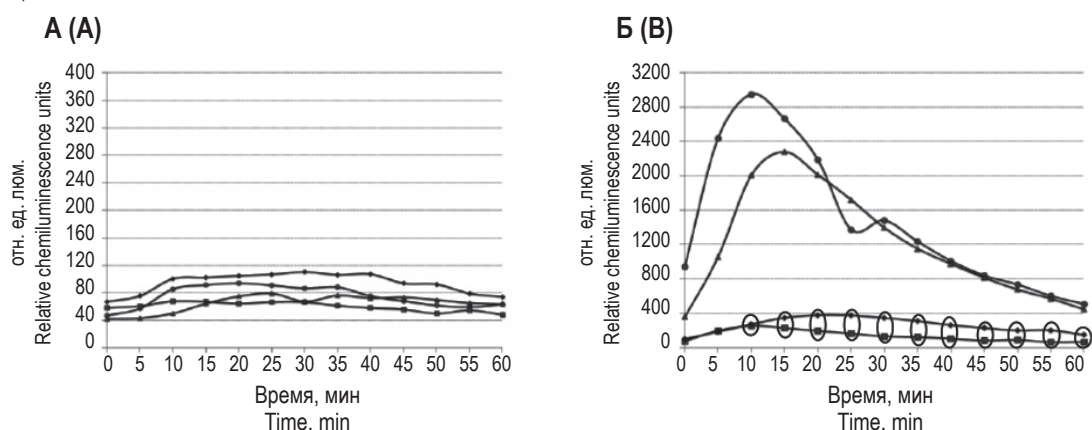 А (A)
отн. ед. люм.
Relative chemiluminescence units
400
360
320
280
240
200
160
120
80
40
0
0 5 10 15 20 25 30 35 40 45 50 55 60
Время, мин
Time, min
Б (B)
отн. ед. люм.
Relative chemiluminescence units
3200
2800
2400
2000
1600
1200
800
400
0
0 5 10 15 20 25 30 35 40 45 50 55 60
Время, мин
Time, min